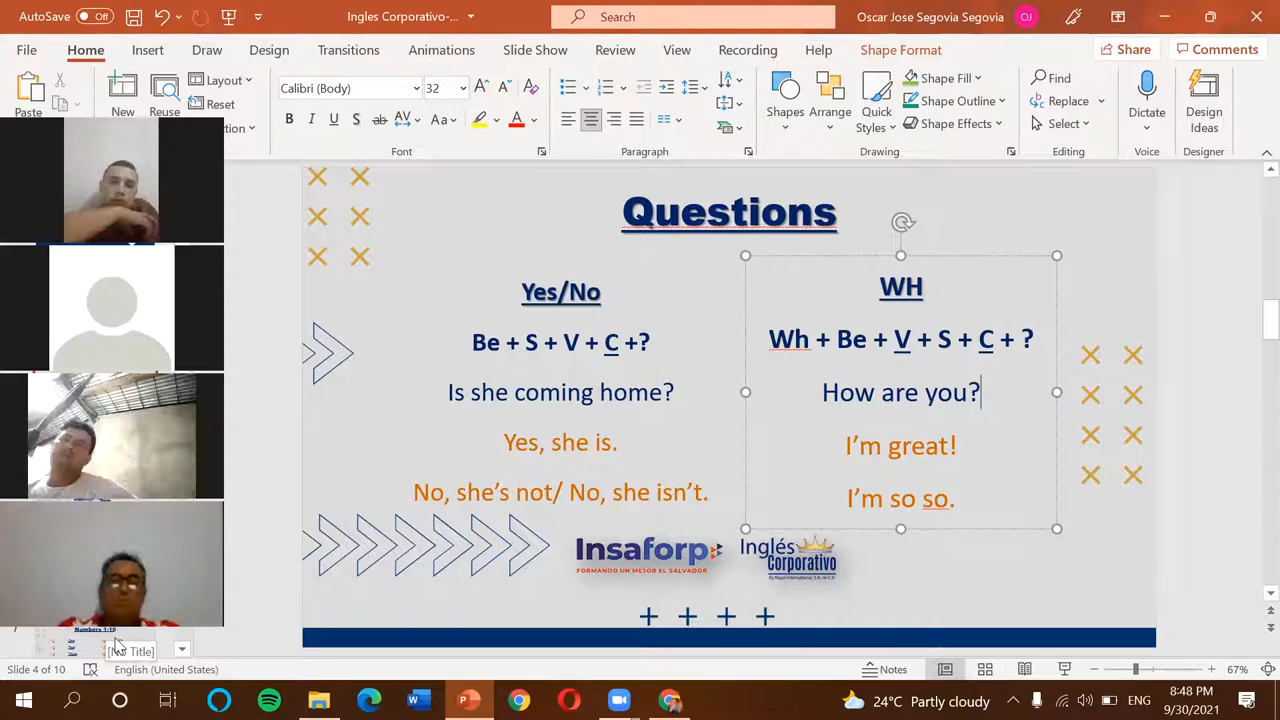 AutoSave Off
Ingles Corporativo-...
Search
Oscar Jose Segovia Segovia
OJ
File Home Insert Draw Design Transitions Animations Slide Show Review View Recording Help Shape Format
Share Comments
Paste
New
Reuse
Layout
Reset
Calibri (Body) 32
Font
Paragraph
Shapes
Arrange
Quick Styles
Shape Fill
Shape Outline
Shape Effects
Drawing
Find
Replace
Select
Editing
Dictate
Voice
Design Ideas
Designer
Questions
Yes/No
Be + S + V + C +?
Is she coming home?
Yes, she is.
No, she's not/ No, she isn't.
WH
Wh + Be + V + S + C + ?
How are you?
I'm great!
I'm so so.
Insaforp
FORMANDO UN MEJOR EL SALVADOR
Inglés
Corporativo
Numbers 1-19
Slide 4 of 10
English (United States)
Notes
67%
24°C Partly cloudy
ENG
8:48 PM
9/30/2021